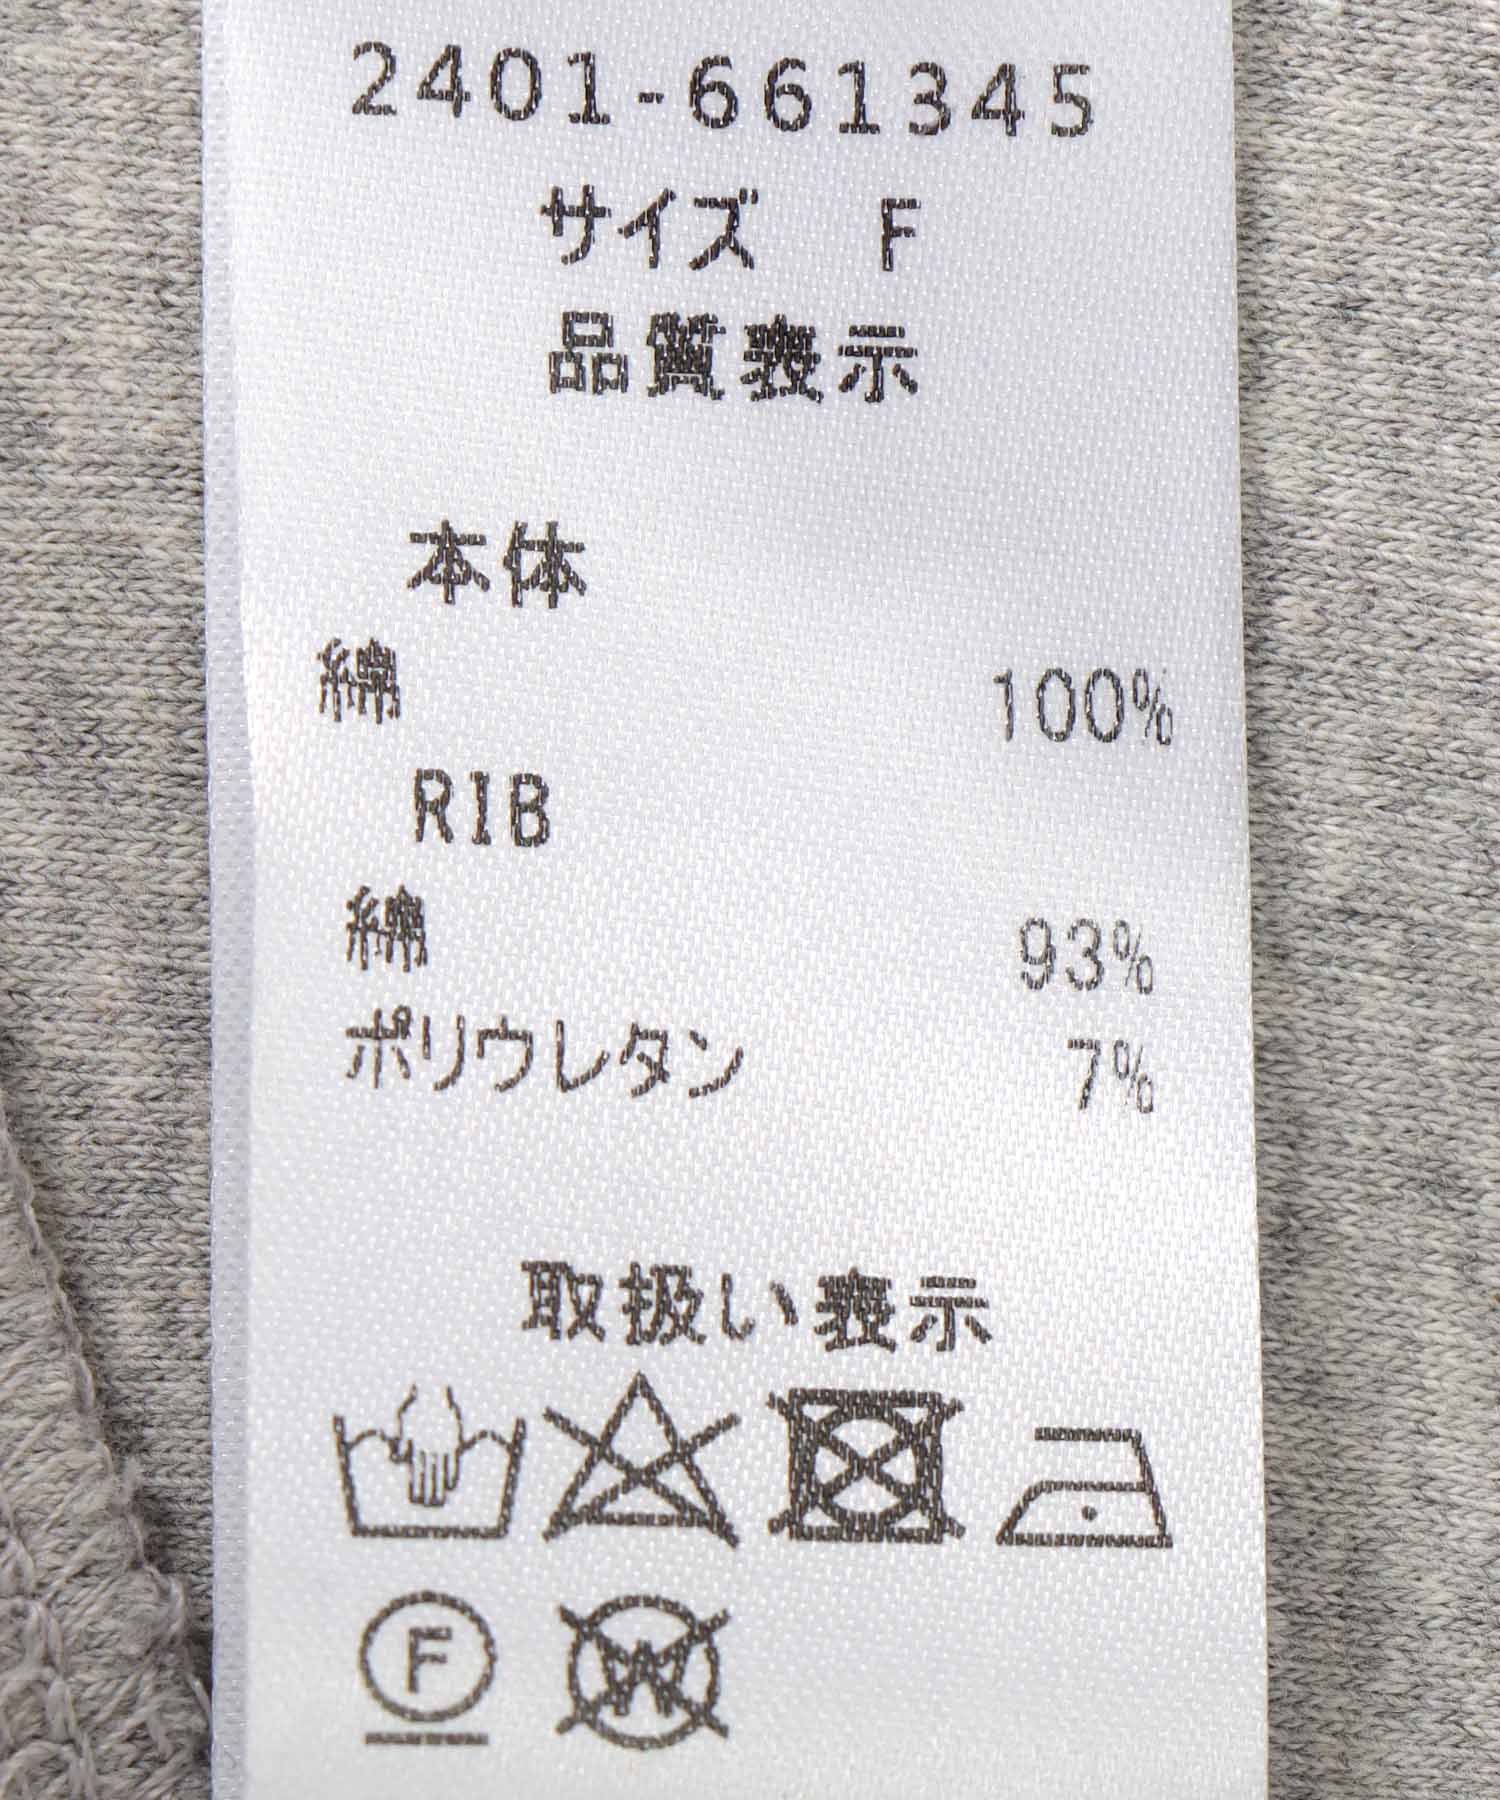 2401-661345
サイズ F
品質表示
本体
綿 100%
RIB
綿 93%
ポリウレタン 7%
取扱い表示
F
W